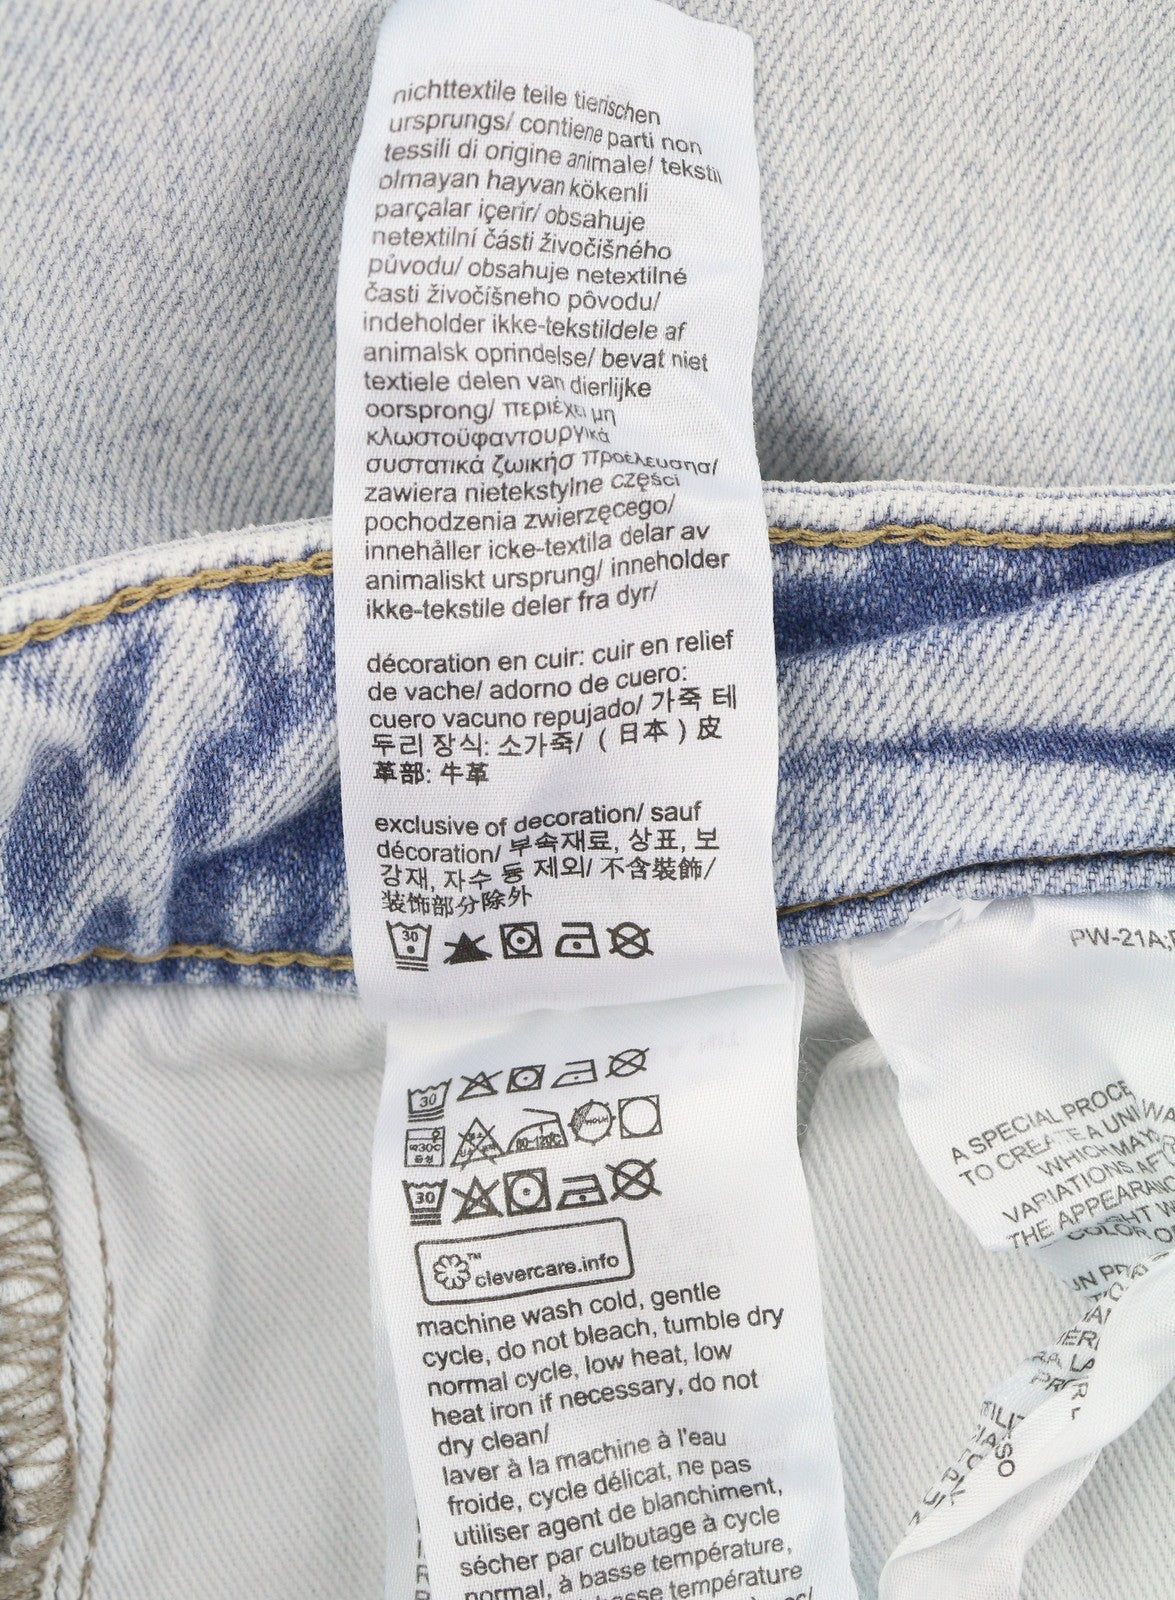 nichttextile teile tierischen
ursprungs/ contiene parti non
tessili di origine animale/ tekstil
olmayan hayvan kökenli
parçalar içerir/ obsahuje
netextilní části živočišného
původu/ obsahuje netextilné
časti živočíšneho pôvodu/
indeholder ikke-tekstildele af
animalsk oprindelse/ bevat niet
textiele delen van dierlijke
oorsprong/ περιέχει μη
κλωστοϋφαντουργικά
συστατικά ζωικήσ προέλευσησ/
zawiera nietekstylne części
pochodzenia zwierzęcego/
innehåller icke-textila delar av
animaliskt ursprung/ inneholder
ikke-tekstile deler fra dyr/
décoration en cuir: cuir en relief
de vache/ adorno de cuero:
cuero vacuno repujado/ 가죽 테
두리 장식: 소가죽/ (日本) 皮
革部: 牛革
exclusive of decoration/ sauf
décoration/ 부속재료, 상표, 보
강재, 자수 등 제외/ 不含裝飾/
装饰部分除外
30
30
30
clevercare.info
machine wash cold, gentle
cycle, do not bleach, tumble dry
normal cycle, low heat, low
heat iron if necessary, do not
dry clean/
laver à la machine à l'eau
froide, cycle délicat, ne pas
utiliser agent de blanchiment,
sécher par culbutage à cycle
normal, à basse température,
température
PW-21A
A SPECIAL PROCE
TO CREATE A UNI
WHICH MAY
VARIATIONS AFT
THE APPEARANC
COLOR O